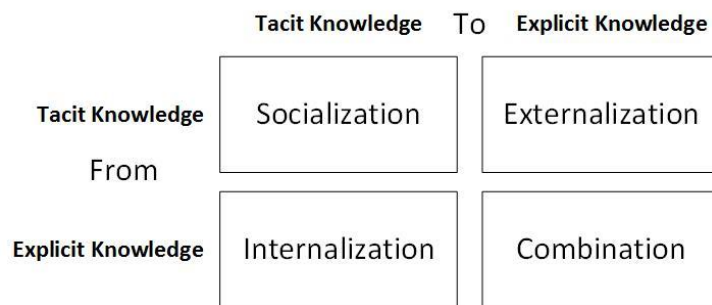 Tacit Knowledge To Explicit Knowledge
Tacit Knowledge Socialization Externalization
From
Explicit Knowledge Internalization Combination